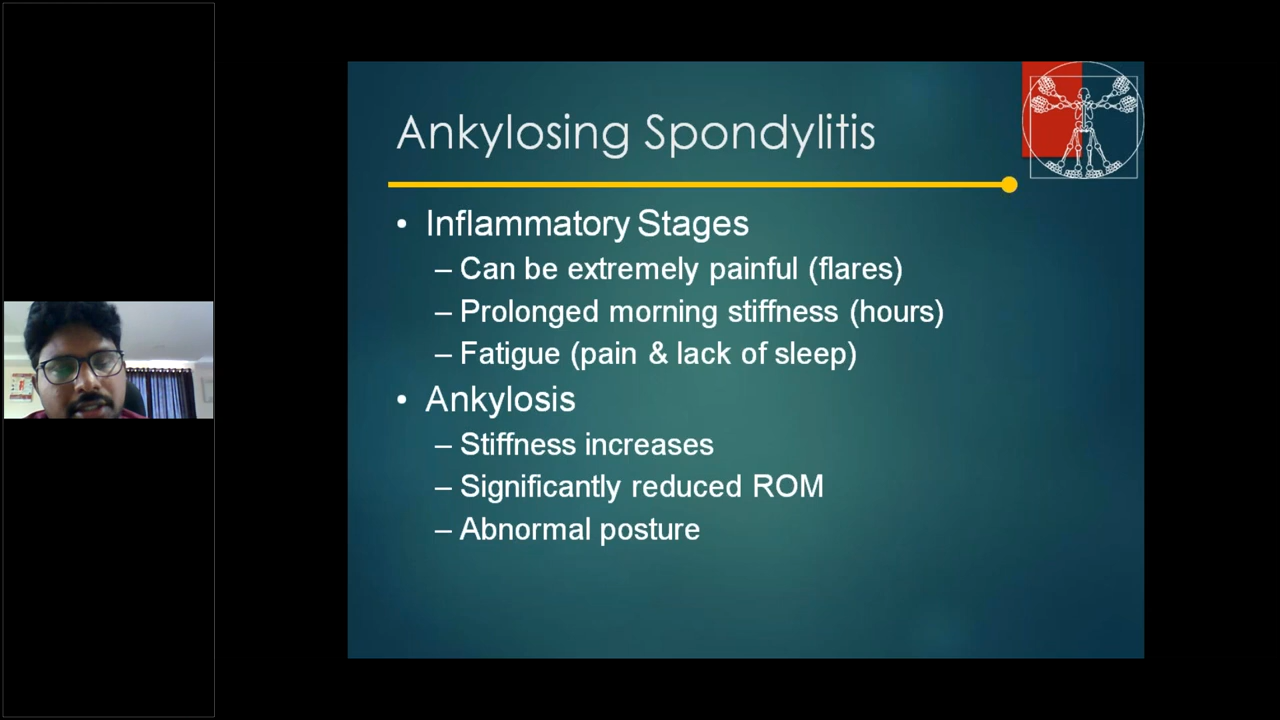 Ankylosing Spondylitis
• Inflammatory Stages
– Can be extremely painful (flares)
– Prolonged morning stiffness (hours)
– Fatigue (pain & lack of sleep)
• Ankylosis
– Stiffness increases
– Significantly reduced ROM
– Abnormal posture